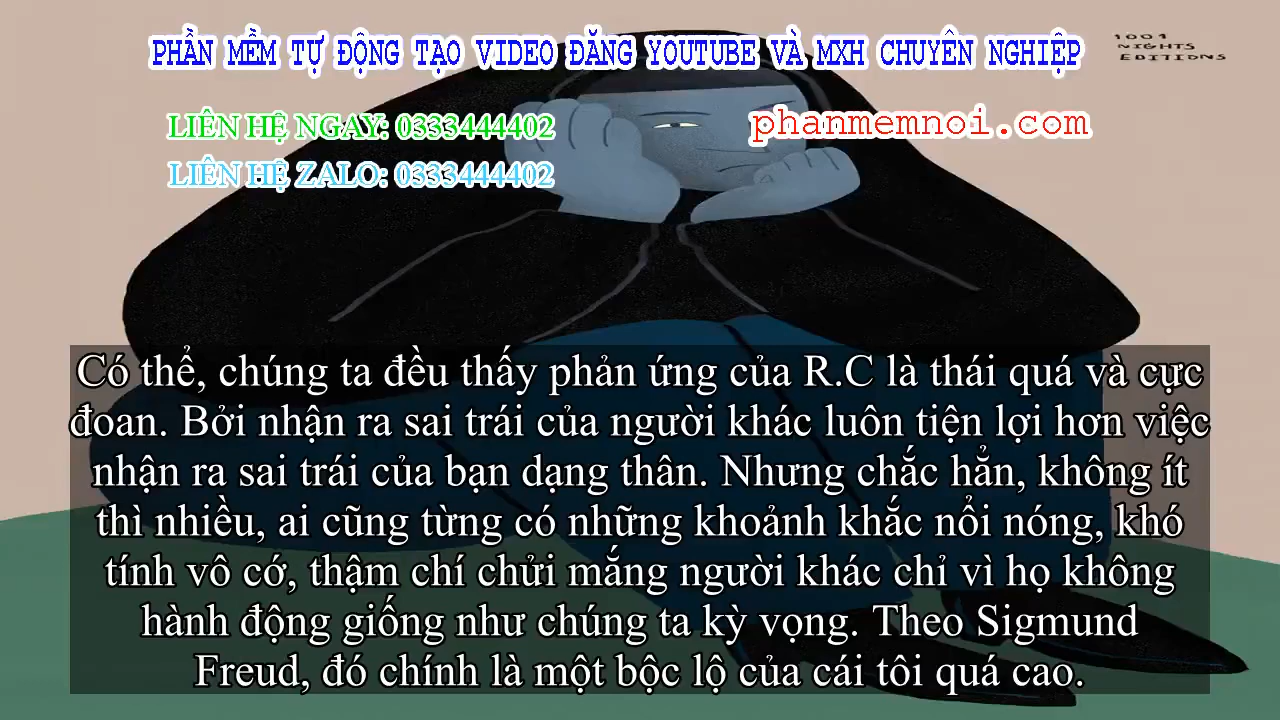 PHẦN MỀM TỰ ĐỘNG TẠO VIDEO ĐĂNG YOUTUBE VÀ MXH CHUYÊN NGHIỆP
1001
NIGHTS
EDITIONS
LIÊN HỆ NGAY: 0333444402
phanmemnoi.com
LIÊN HỆ ZALO: 0333444402
Có thể, chúng ta đều thấy phản ứng của R.C là thái quá và cực
đoan. Bởi nhận ra sai trái của người khác luôn tiện lợi hơn việc
nhận ra sai trái của bạn dạng thân. Nhưng chắc hẳn, không ít
thì nhiều, ai cũng từng có những khoảnh khắc nổi nóng, khó
tính vô cớ, thậm chí chửi mắng người khác chỉ vì họ không
hành động giống như chúng ta kỳ vọng. Theo Sigmund
Freud, đó chính là một bộc lộ của cái tôi quá cao.